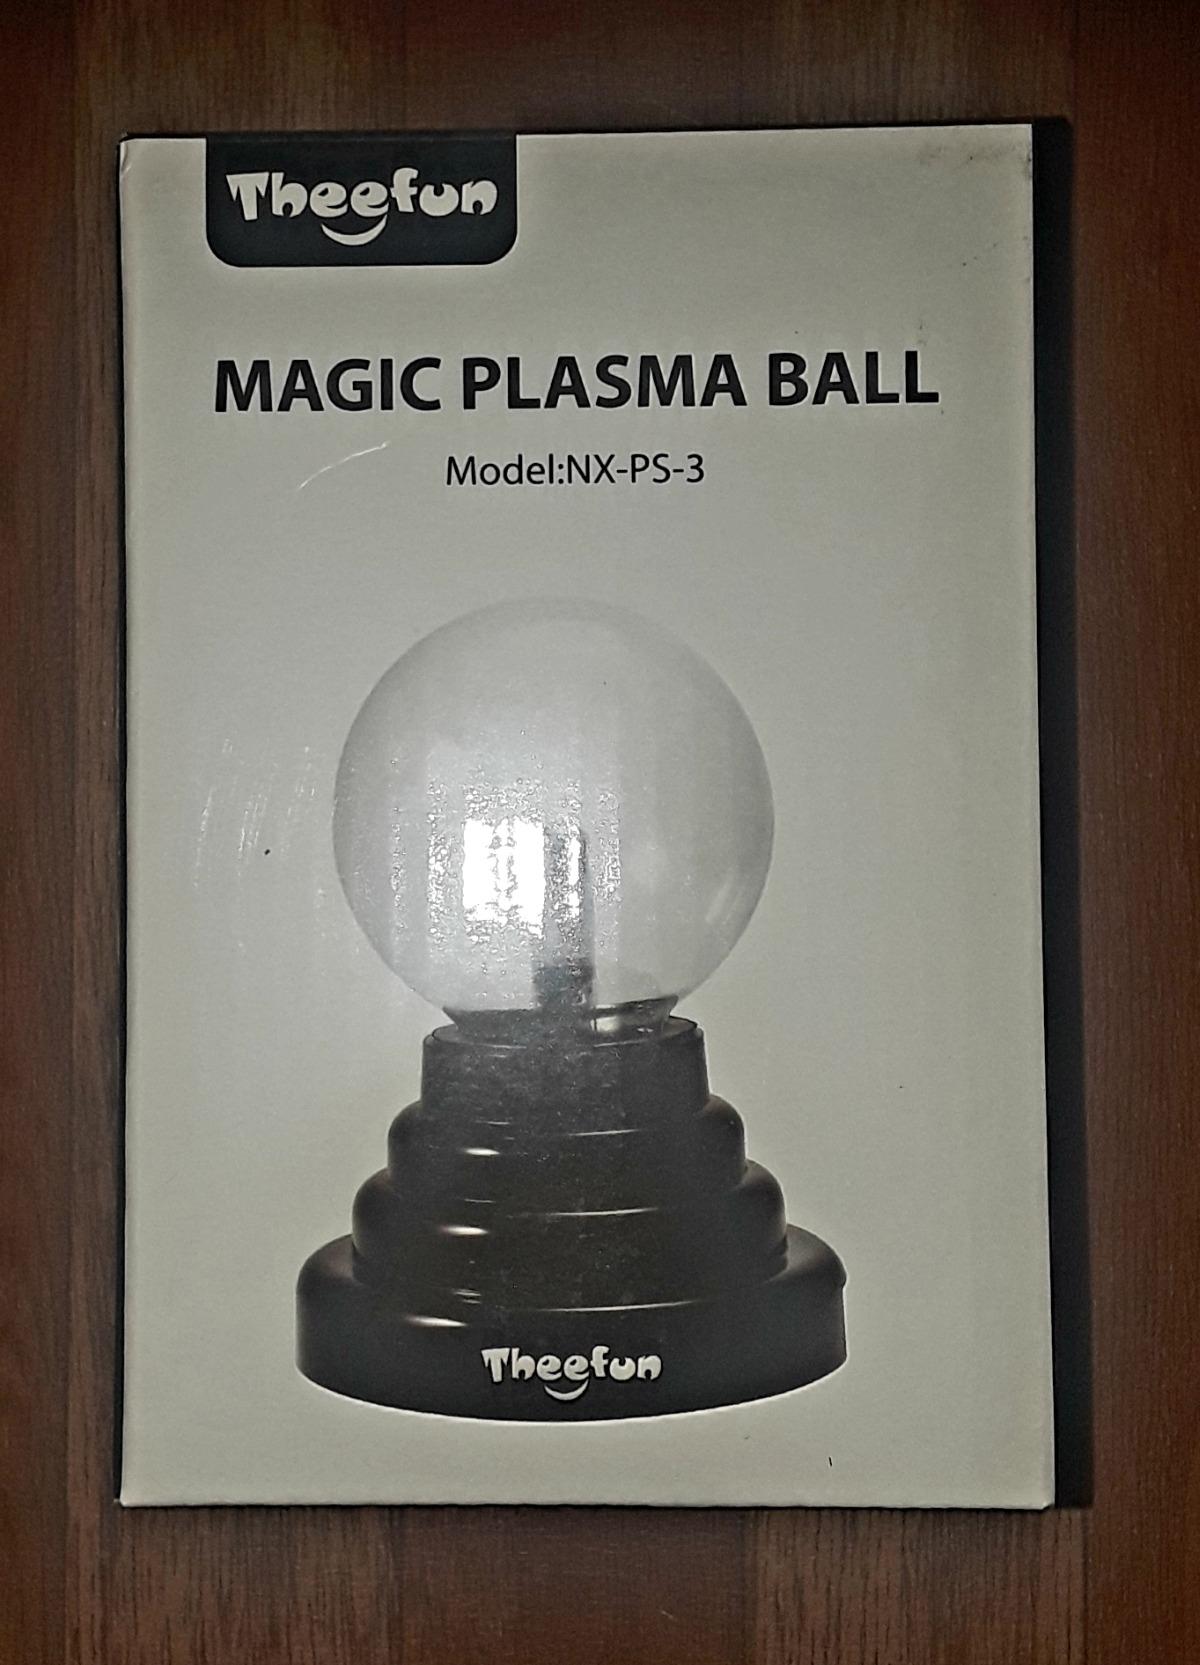 Theefun
MAGIC PLASMA BALL
Model:NX-PS-3
Theefun